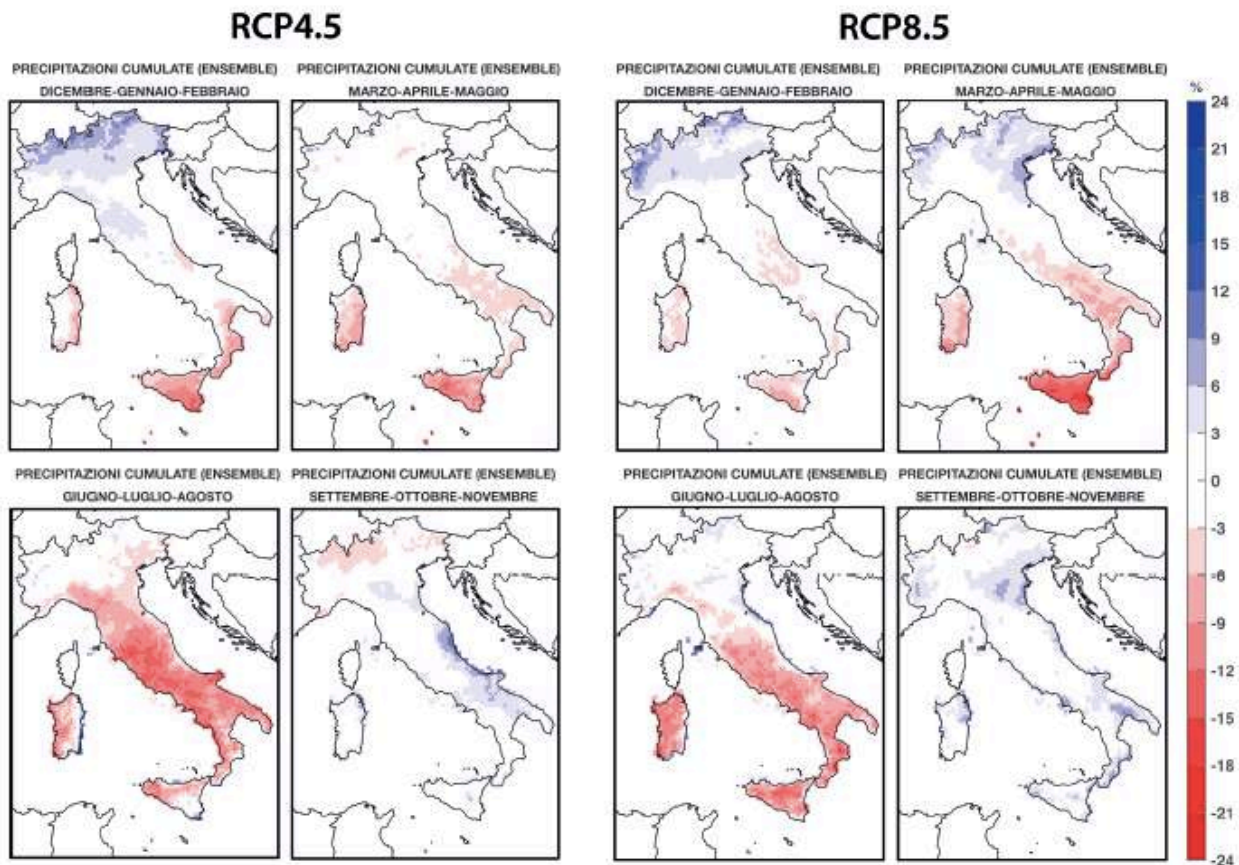 RCP4.5
RCP8.5
PRECIPITAZIONI CUMULATE (ENSEMBLE)
DICEMBRE-GENNAIO-FEBBRAIO
PRECIPITAZIONI CUMULATE (ENSEMBLE)
MARZO-APRILE-MAGGIO
PRECIPITAZIONI CUMULATE (ENSEMBLE)
DICEMBRE-GENNAIO-FEBBRAIO
PRECIPITAZIONI CUMULATE (ENSEMBLE)
MARZO-APRILE-MAGGIO
PRECIPITAZIONI CUMULATE (ENSEMBLE)
GIUGNO-LUGLIO-AGOSTO
PRECIPITAZIONI CUMULATE (ENSEMBLE)
SETTEMBRE-OTTOBRE-NOVEMBRE
PRECIPITAZIONI CUMULATE (ENSEMBLE)
GIUGNO-LUGLIO-AGOSTO
PRECIPITAZIONI CUMULATE (ENSEMBLE)
SETTEMBRE-OTTOBRE-NOVEMBRE
%
24
21
18
15
12
9
6
3
0
-3
-6
-9
-12
-15
-18
-21
-24